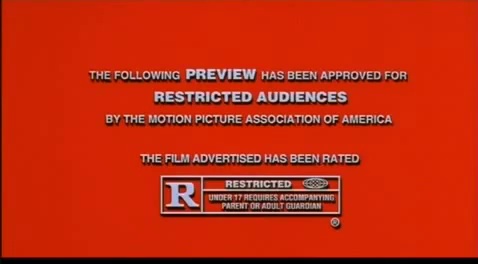 THE FOLLOWING PREVIEW HAS BEEN APPROVED FOR
RESTRICTED AUDIENCES
BY THE MOTION PICTURE ASSOCIATION OF AMERICA
THE FILM ADVERTISED HAS BEEN RATED
R
RESTRICTED
UNDER 17 REQUIRES ACCOMPANYING
PARENT OR ADULT GUARDIAN
®